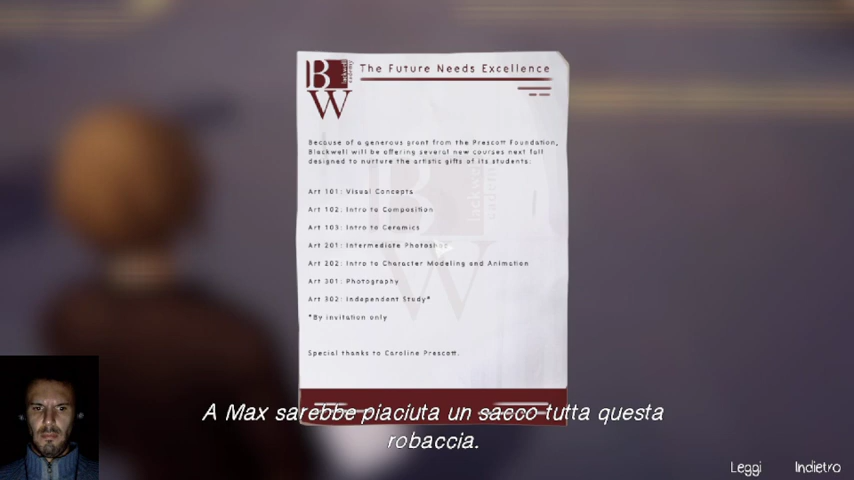 B
W
Blackwell
Academy
The Future Needs Excellence
Because of a generous grant from the Prescott Foundation,
Blackwell will be offering several new courses next fall
designed to nurture the artistic gifts of its students:
Art 101: Visual Concepts
Art 102: Intro to Composition
Art 103: Intro to Ceramics
Art 201: Intermediate Photoshop
Art 202: Intro to Character Modeling and Animation
Art 301: Photography
Art 302: Independent Study*
*By invitation only
Special thanks to Caroline Prescott.
A Max sarebbe piaciuta un sacco tutta questa
robaccia.
Leggi Indietro